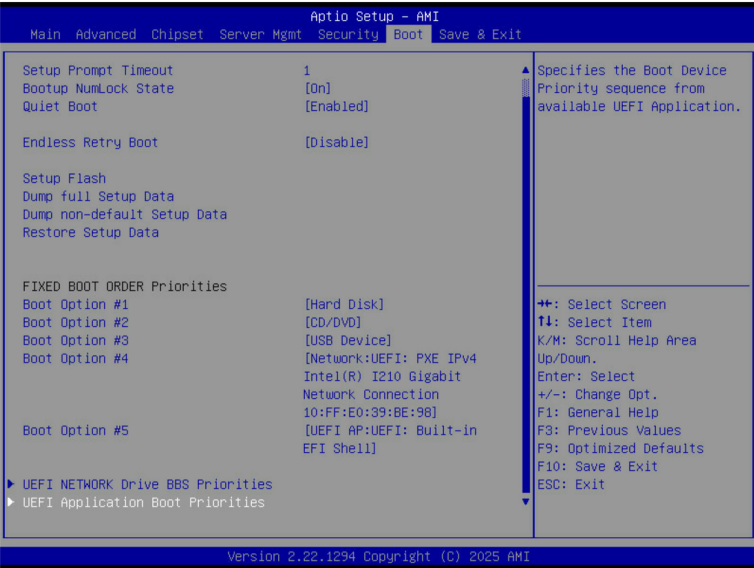 Aptio Setup – AMI
Main Advanced Chipset Server Mgmt Security Boot Save & Exit
Setup Prompt Timeout 1
Bootup NumLock State [On]
Quiet Boot [Enabled]
Endless Retry Boot [Disable]
Setup Flash
Dump full Setup Data
Dump non-default Setup Data
Restore Setup Data
FIXED BOOT ORDER Priorities
Boot Option #1 [Hard Disk]
Boot Option #2 [CD/DVD]
Boot Option #3 [USB Device]
Boot Option #4 [Network:UEFI: PXE IPv4
Intel(R) I210 Gigabit
Network Connection
10:FF:E0:39:BE:98]
Boot Option #5 [UEFI AP:UEFI: Built-in
EFI Shell]
UEFI NETWORK Drive BBS Priorities
UEFI Application Boot Priorities
Specifies the Boot Device
Priority sequence from
available UEFI Application.
→←: Select Screen
↑↓: Select Item
K/M: Scroll Help Area
Up/Down.
Enter: Select
+/-: Change Opt.
F1: General Help
F3: Previous Values
F9: Optimized Defaults
F10: Save & Exit
ESC: Exit
Version 2.22.1294 Copyright (C) 2025 AMI